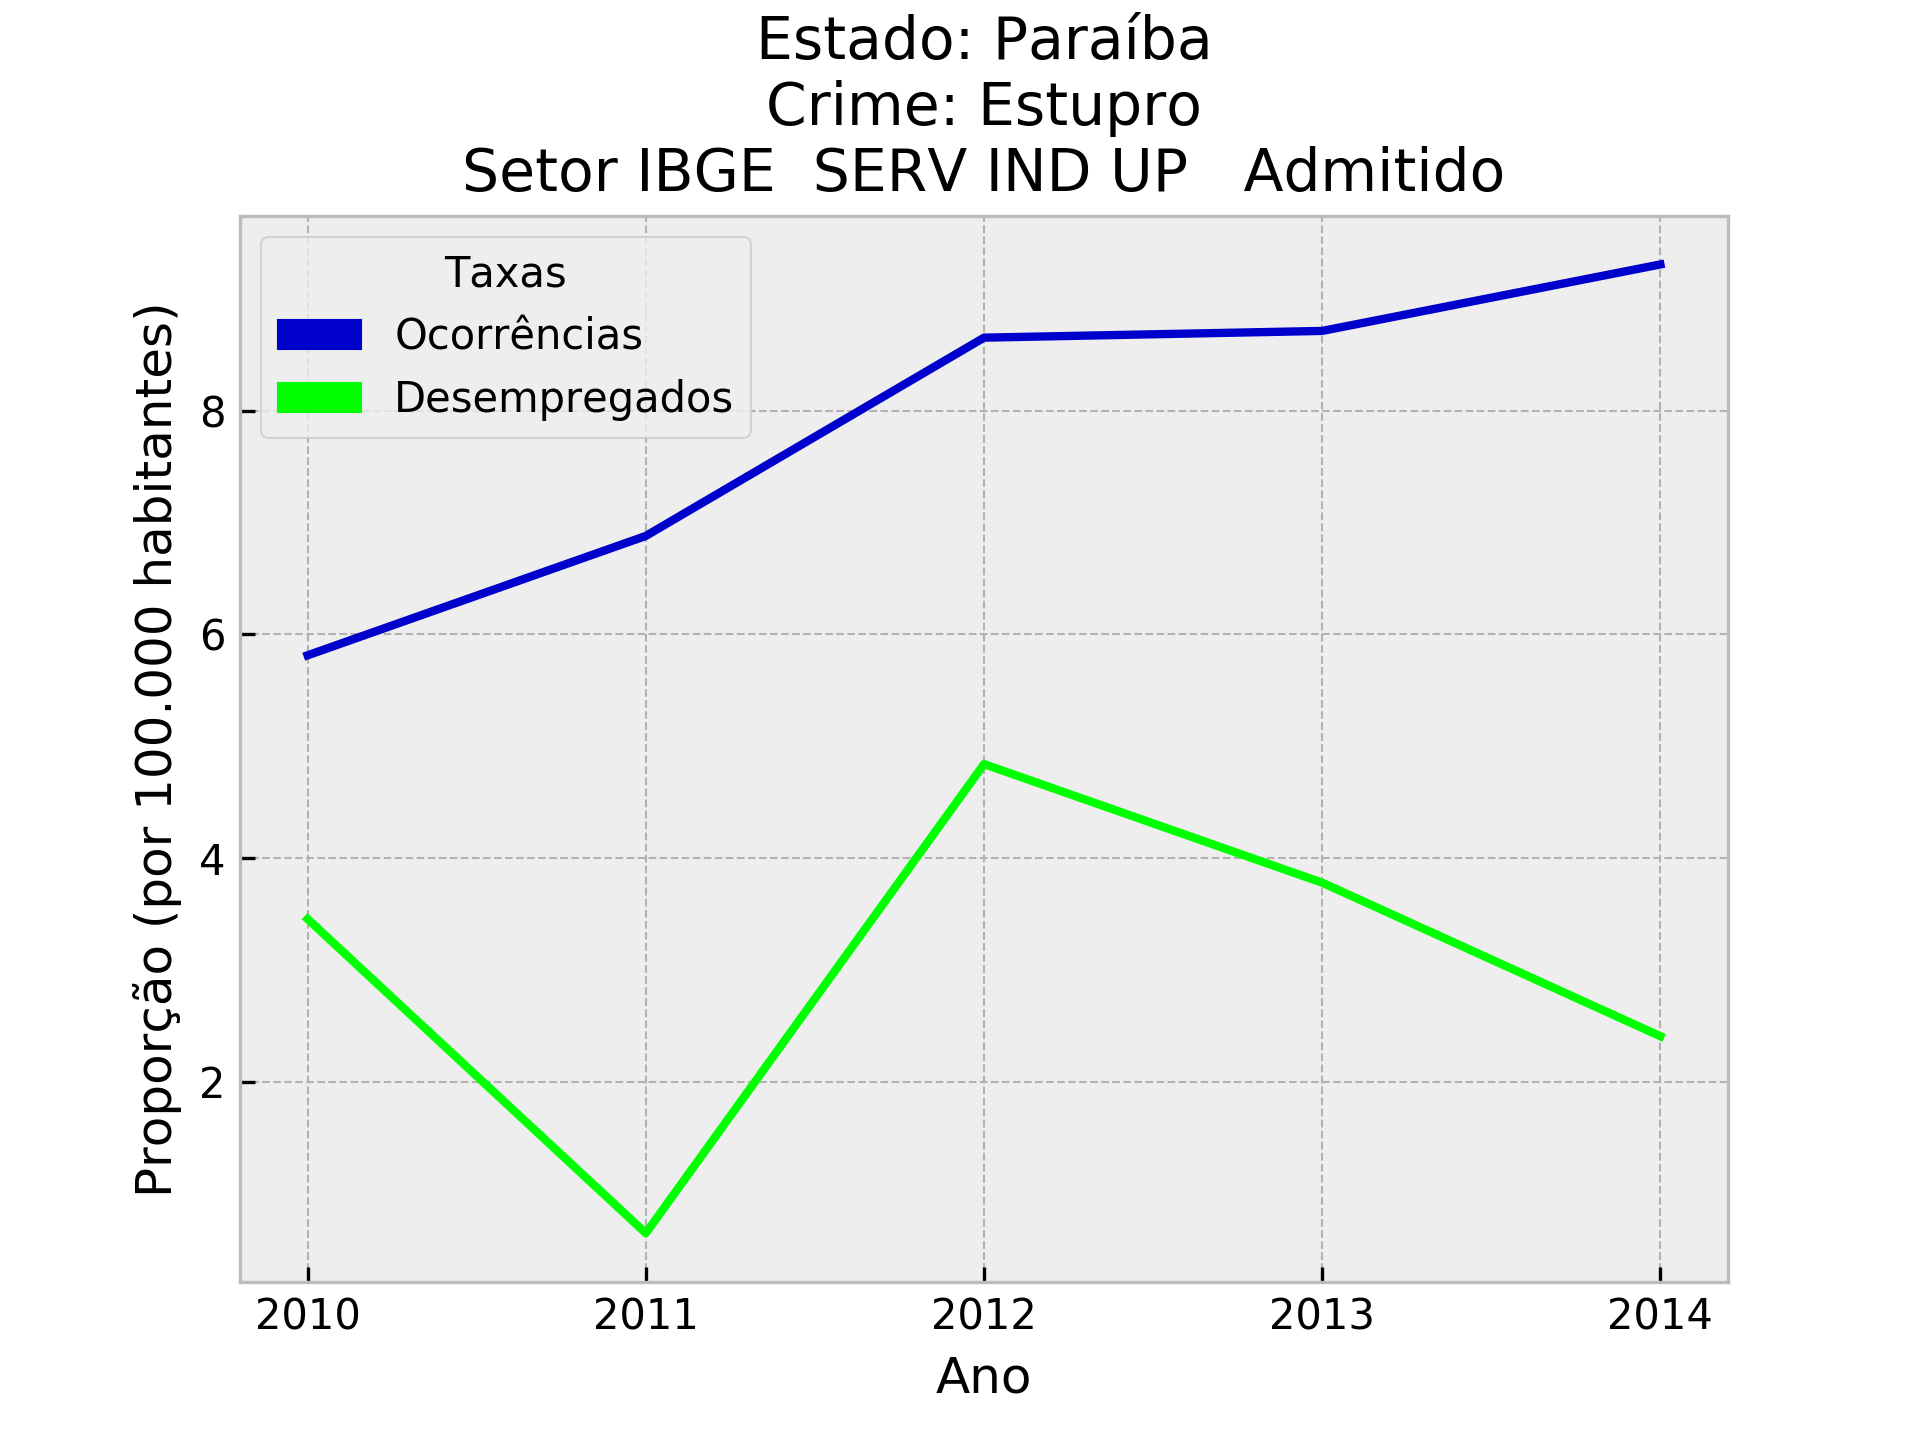 Estado: Paraíba
Crime: Estupro
Setor IBGE  SERV IND UP   Admitido
Taxas
Ocorrências
Desempregados
Proporção (por 100.000 habitantes)
8
6
4
2
2010
2011
2012
2013
2014
Ano